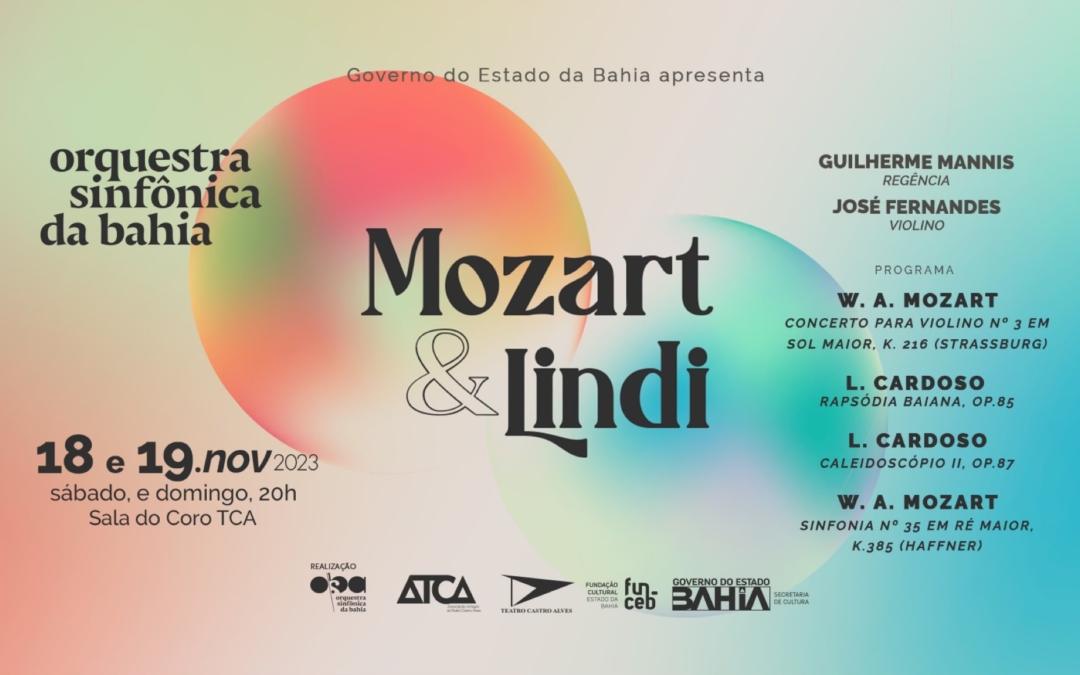 Governo do Estado da Bahia apresenta
orquestra
sinfônica
da bahia
Mozart
& Lindi
18 e 19.nov2023
sábado, e domingo, 20h
Sala do Coro TCA
GUILHERME MANNIS
REGÊNCIA
JOSÉ FERNANDES
VIOLINO
PROGRAMA
W. A. MOZART
CONCERTO PARA VIOLINO Nº 3 EM
SOL MAIOR, K. 216 (STRASSBURG)
L. CARDOSO
RAPSÓDIA BAIANA, OP.85
L. CARDOSO
CALEIDOSCÓPIO II, OP.87
W. A. MOZART
SINFONIA Nº 35 EM RÉ MAIOR,
K.385 (HAFFNER)
REALIZAÇÃO
orquestra
sinfônica
da bahia
ATCA
TEATRO CASTRO ALVES
FUNDAÇÃO
CULTURAL
ESTADO DA
BAHIA
fun
ceb
GOVERNO DO ESTADO
BAHIA
SECRETARIA
DE CULTURA